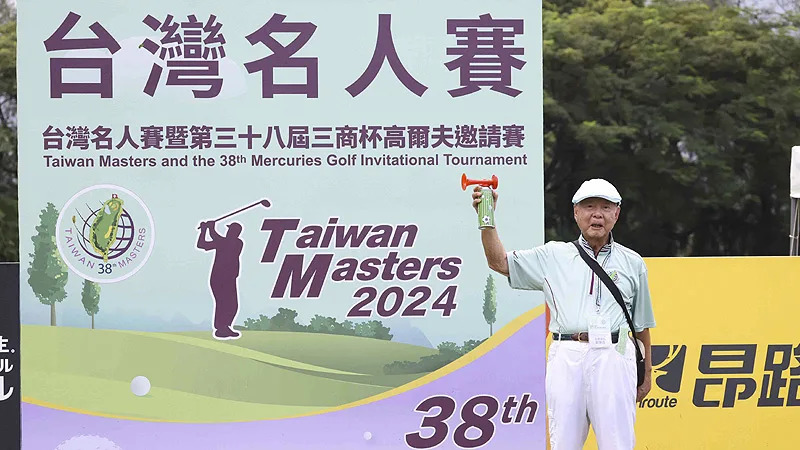 台灣名人賽
台灣名人賽暨第三十八屆三商杯高爾夫邀請賽
Taiwan Masters and the 38th Mercuries Golf Invitational Tournament
TAIWAN MASTERS
38th
Taiwan
Masters
2024
38th
昂路
route